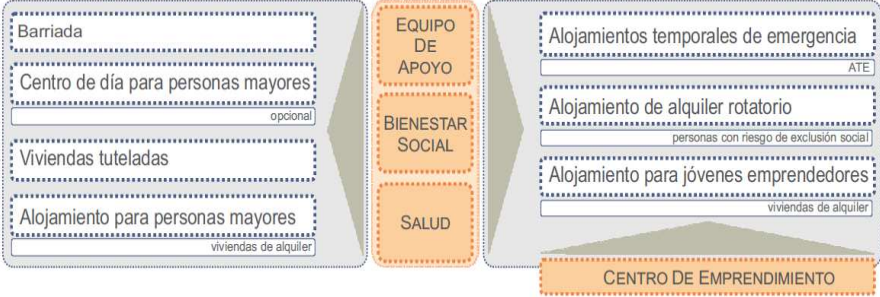 Barriada
Centro de día para personas mayores
opcional
Viviendas tuteladas
Alojamiento para personas mayores
viviendas de alquiler
EQUIPO
DE
APOYO
BIENESTAR
SOCIAL
SALUD
Alojamientos temporales de emergencia
ATE
Alojamiento de alquiler rotatorio
personas con riesgo de exclusión social
Alojamiento para jóvenes emprendedores
viviendas de alquiler
CENTRO DE EMPRENDIMIENTO